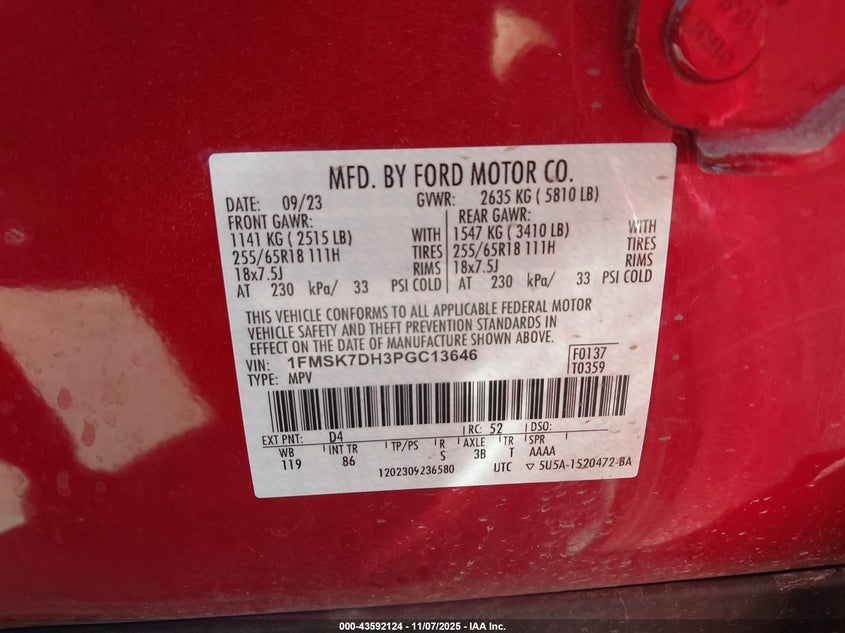 MFD. BY FORD MOTOR CO.
DATE: 09/23 GVWR: 2635 KG ( 5810 LB)
FRONT GAWR: REAR GAWR:
1141 KG ( 2515 LB) WITH 1547 KG ( 3410 LB) WITH
255/65R18 111H TIRES 255/65R18 111H TIRES
18x7.5J RIMS 18x7.5J RIMS
AT 230 kPa/ 33 PSI COLD AT 230 kPa/ 33 PSI COLD
THIS VEHICLE CONFORMS TO ALL APPLICABLE FEDERAL MOTOR
VEHICLE SAFETY AND THEFT PREVENTION STANDARDS IN
EFFECT ON THE DATE OF MANUFACTURE SHOWN ABOVE.
VIN: 1FMSK7DH3PGC13646 F0137
TYPE: MPV T0359
EXT PNT: D4 RC: 52 DSO:
WB INT TR TP/PS R AXLE TR SPR
119 86 S 3B T AAAA
1202309236580 UTC ▽ 5U5A-1520472-BA
000-43592124 - 11/07/2025 - IAA Inc.